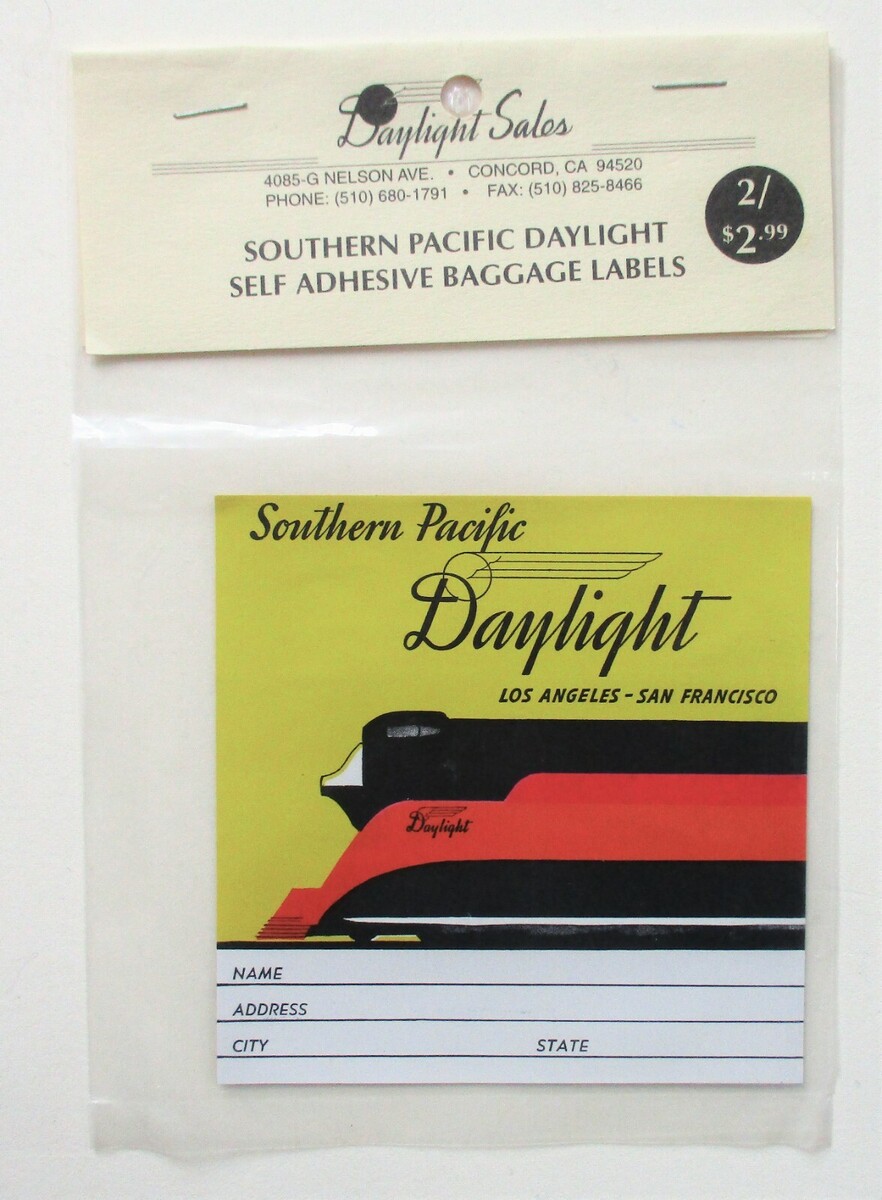 Daylight Sales
4085-G NELSON AVE. • CONCORD, CA 94520
PHONE: (510) 680-1791 • FAX: (510) 825-8466
2/
$2.99
SOUTHERN PACIFIC DAYLIGHT
SELF ADHESIVE BAGGAGE LABELS
Southern Pacific
Daylight
LOS ANGELES - SAN FRANCISCO
Daylight
NAME
ADDRESS
CITY STATE